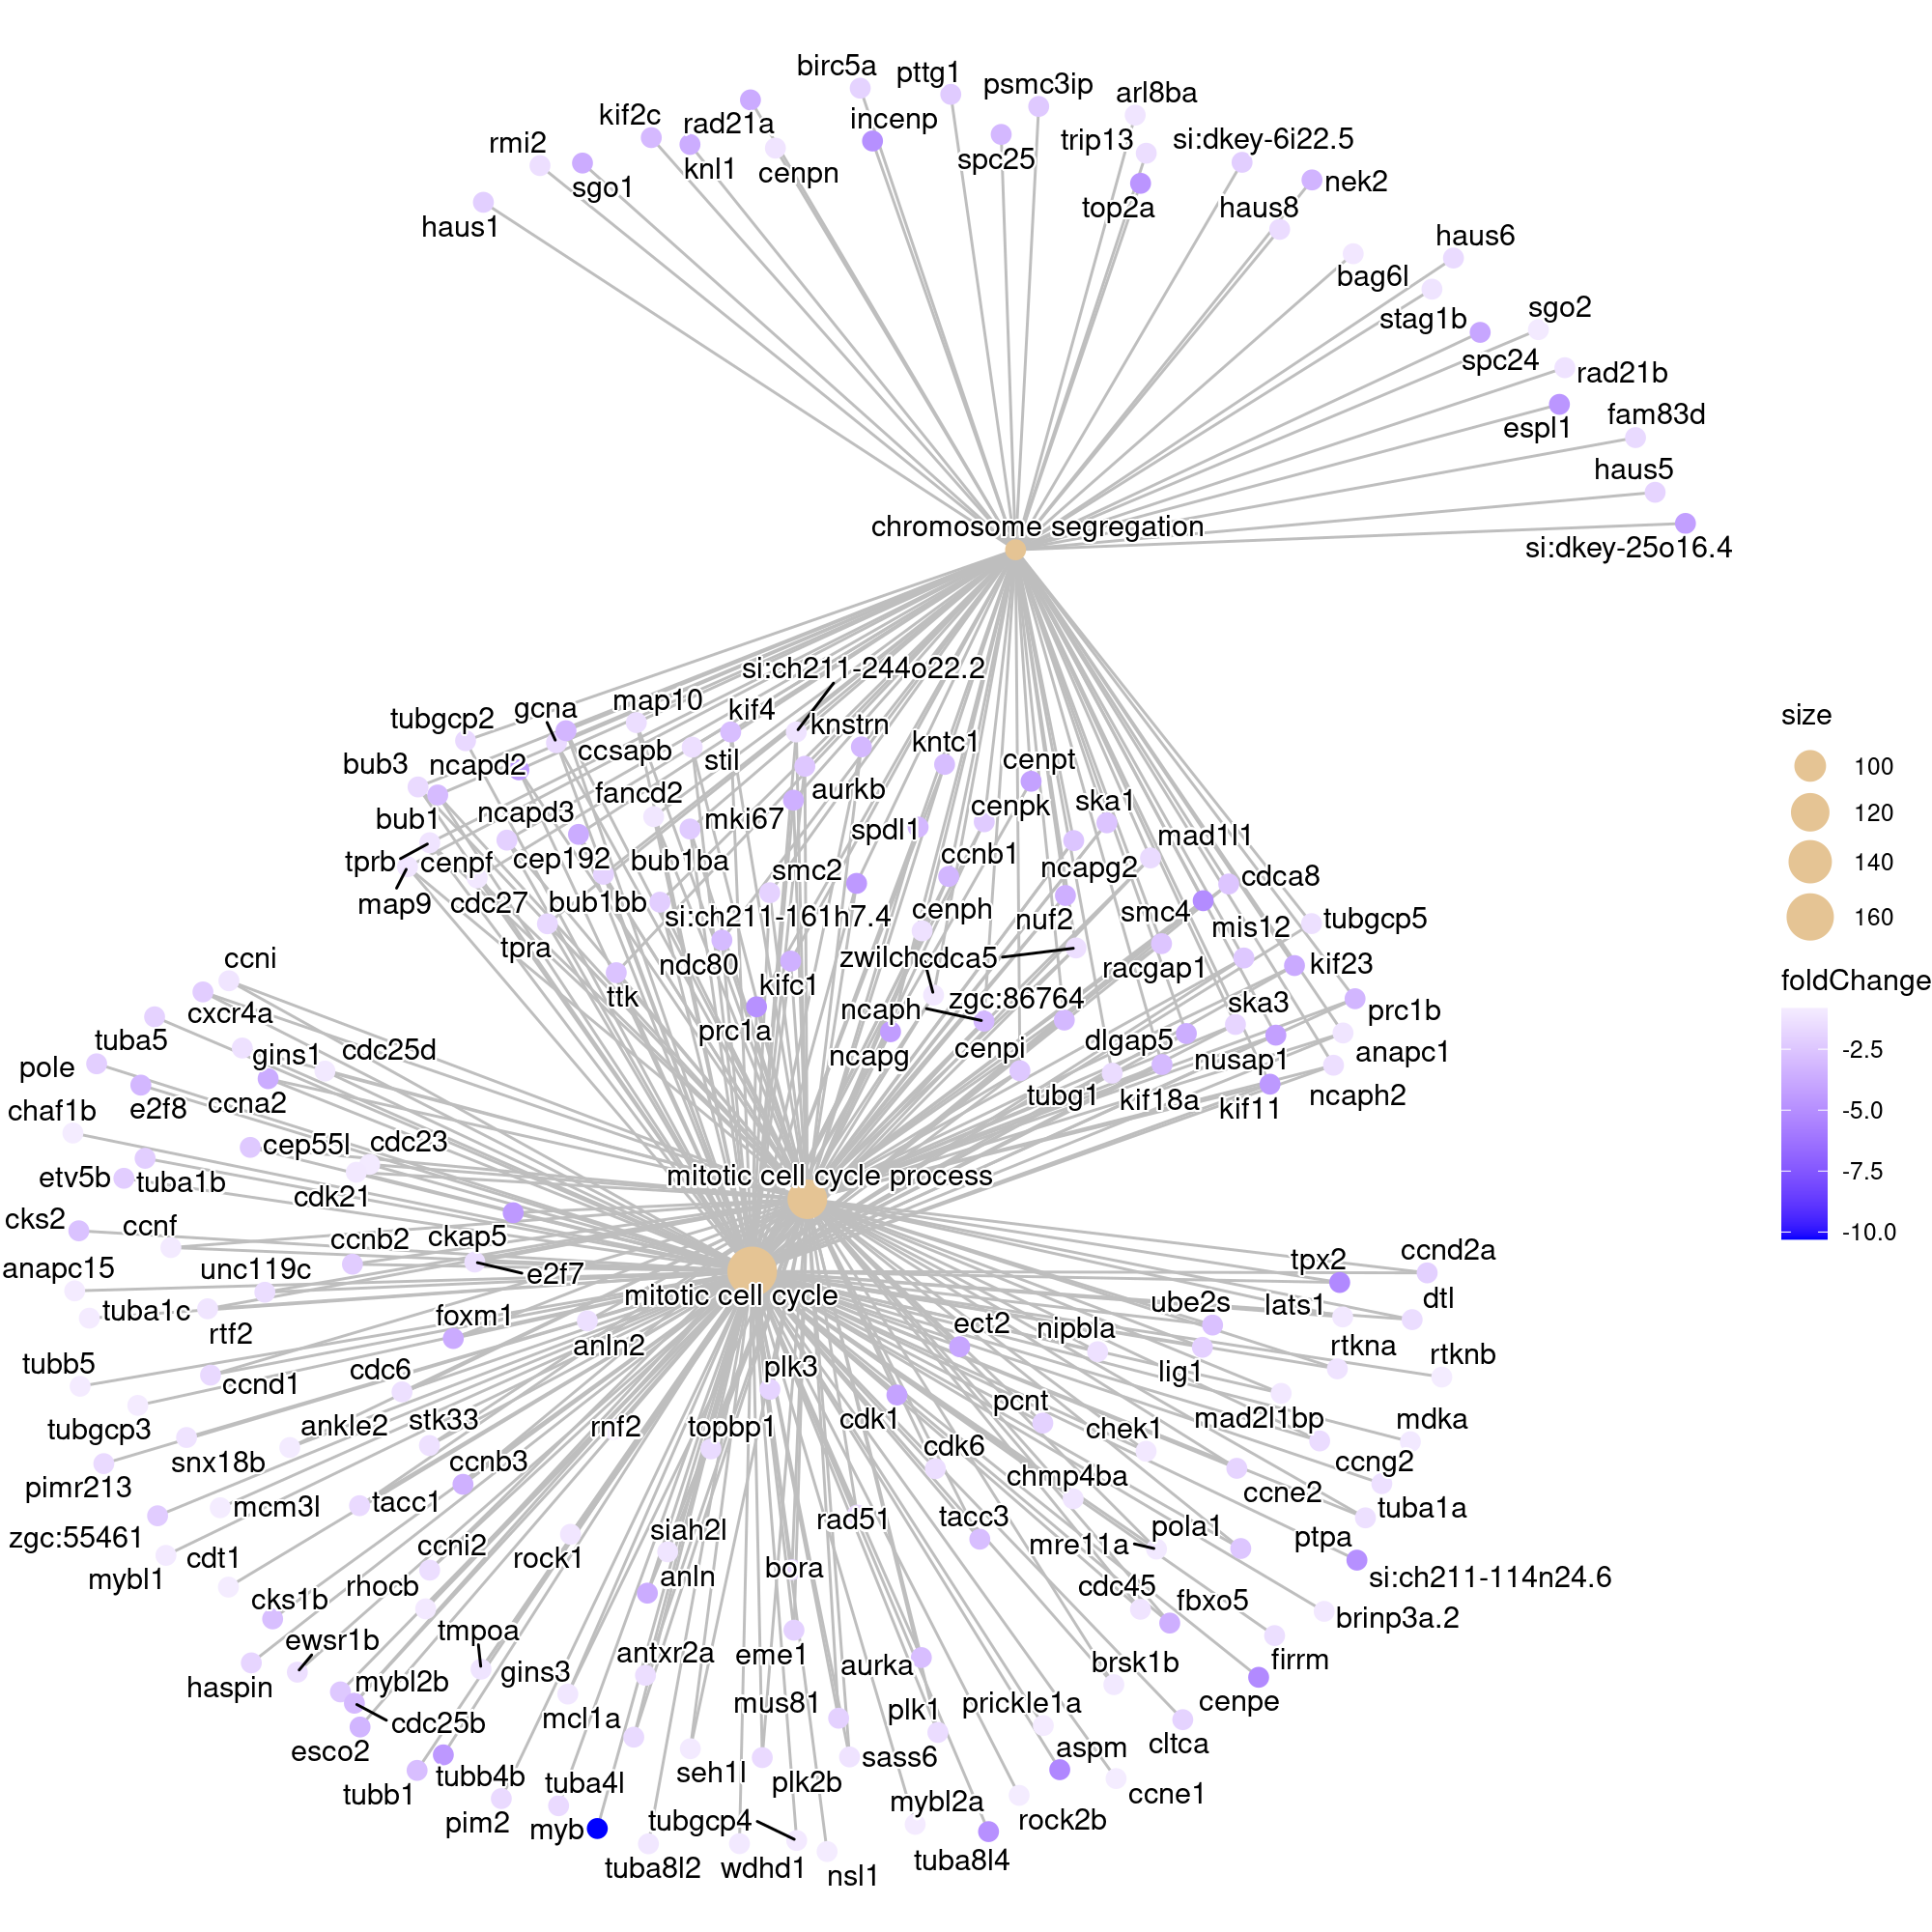 birc5a
pttg1
psmc3ip
arl8ba
kif2c
rad21a
incenp
rmi2
trip13
si:dkey-6i22.5
spc25
knl1
cenpn
sgo1
nek2
top2a
haus8
haus1
haus6
bag6l
sgo2
stag1b
spc24
rad21b
fam83d
espl1
haus5
chromosome segregation
si:dkey-25o16.4
si:ch211-244o22.2
map10
gcna
kif4
tubgcp2
knstrn
kntc1
ccsapb
stil
cenpt
bub3
ncapd2
fancd2
aurkb
ska1
cenpk
ncapd3
mki67
bub1
spdl1
mad1l1
tprb
cenpf
cep192
bub1ba
smc2
ccnb1
ncapg2
cdca8
map9
cdc27
bub1bb
si:ch211-161h7.4
cenph
nuf2
smc4
mis12
tubgcp5
tpra
ndc80
zwilch
cdca5
racgap1
kif23
ccni
kifc1
ttk
zgc:86764
ska3
ncaph
prc1b
cxcr4a
prc1a
tuba5
gins1
cdc25d
ncapg
cenpi
dlgap5
nusap1
anapc1
pole
tubg1
kif18a
kif11
ncaph2
chaf1b
e2f8
ccna2
cep55l
cdc23
etv5b
tuba1b
cdk21
mitotic cell cycle process
cks2
ccnf
ccnb2
ckap5
anapc15
unc119c
e2f7
tpx2
ccnd2a
mitotic cell cycle
tuba1c
rtf2
foxm1
anln2
ect2
nipbla
ube2s
lats1
dtl
tubb5
ccnd1
cdc6
plk3
lig1
rtkna
rtknb
tubgcp3
ankle2
stk33
rnf2
topbp1
cdk1
pcnt
chek1
mad2l1bp
mdka
snx18b
ccnb3
cdk6
chmp4ba
ccng2
pimr213
ccne2
zgc:55461
mcm3l
tacc1
siah2l
rad51
tacc3
mre11a
pola1
ptpa
tuba1a
mybl1
cdt1
ccni2
rock1
bora
si:ch211-114n24.6
cks1b
rhocb
anln
cdc45
fbxo5
brinp3a.2
ewsr1b
tmpoa
gins3
antxr2a
eme1
aurka
brsk1b
firrm
haspin
mybl2b
cdc25b
mcl1a
mus81
plk1
prickle1a
cenpe
esco2
tubb4b
tuba4l
seh1l
plk2b
sass6
aspm
cltca
tubb1
pim2
myb
tubgcp4
mybl2a
rock2b
ccne1
tuba8l2
wdhd1
nsl1
tuba8l4
size
100
120
140
160
foldChange
-2.5
-5.0
-7.5
-10.0